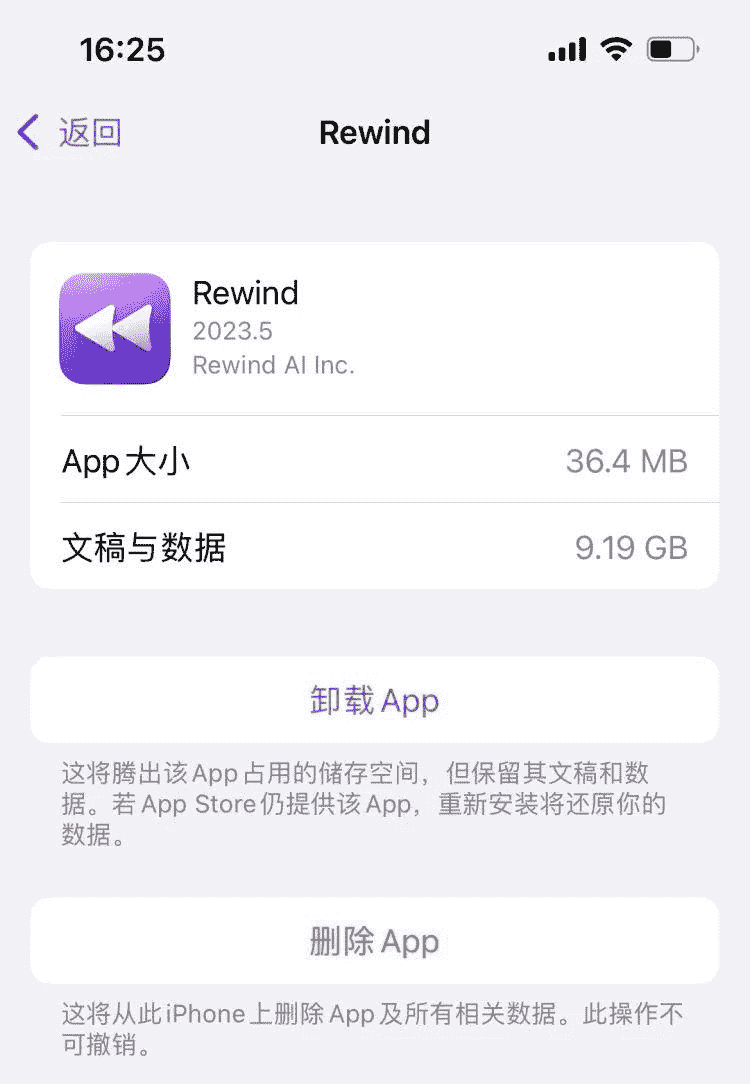 16:25
返回
Rewind
Rewind
2023.5
Rewind AI Inc.
App大小
36.4 MB
文稿与数据
9.19 GB
卸载App
这将腾出该App占用的储存空间，但保留其文稿和数
据。若App Store仍提供该App，重新安装将还原你的
数据。
删除App
这将从此iPhone上删除App及所有相关数据。此操作不
可撤销。